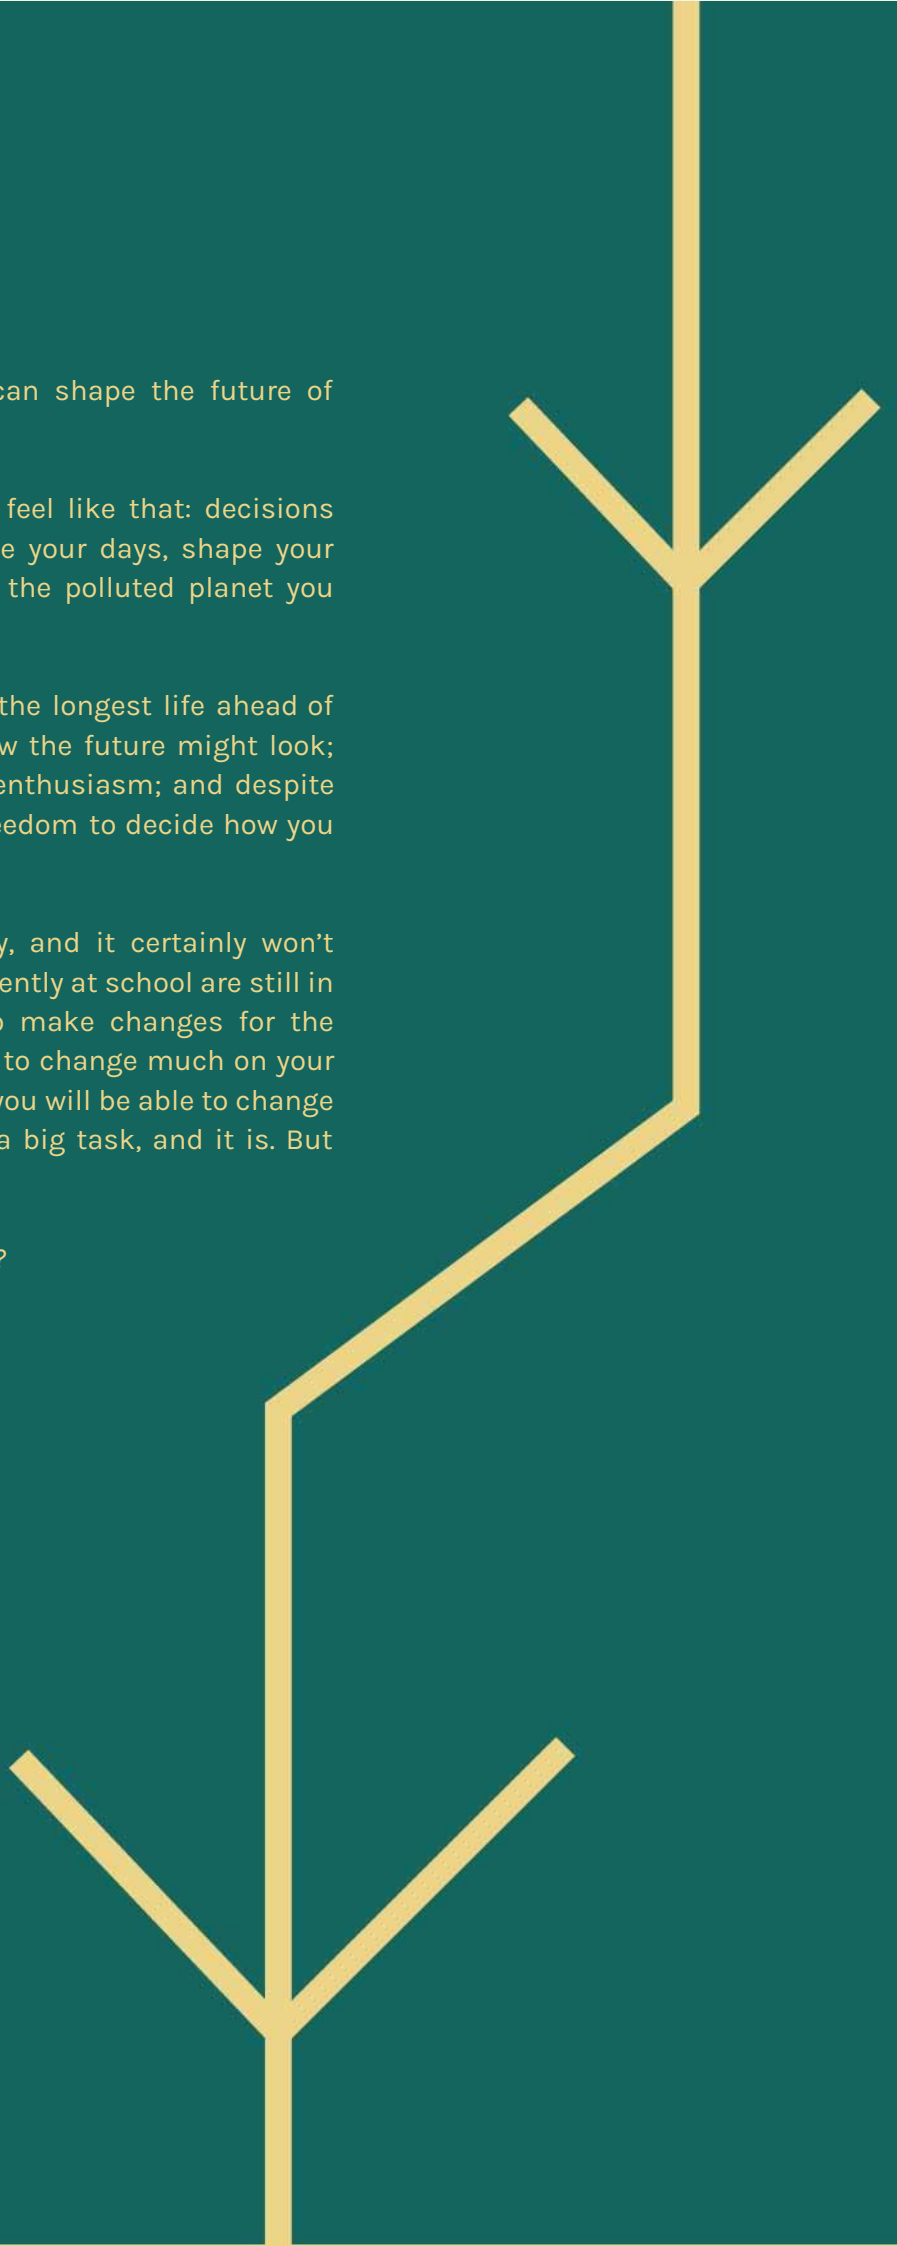 can shape the future of
feel like that: decisions
e your days, shape your
the polluted planet you
the longest life ahead of
w the future might look;
enthusiasm; and despite
eedom to decide how you
y, and it certainly won’t
ently at school are still in
o make changes for the
to change much on your
you will be able to change
a big task, and it is. But
?